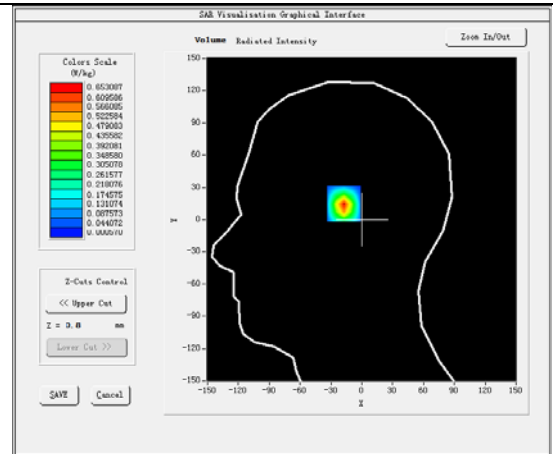 SAR Visualisation Graphical Interface
Volume Radiated Intensity
Zoom In/Out
Colors Scale
(W/kg)
0.653087
0.609586
0.566085
0.522584
0.479083
0.435582
0.392081
0.348580
0.305078
0.261577
0.218076
0.174575
0.131074
0.087573
0.044072
0.000570
Z-Cuts Control
<< Upper Cut
Z = 3.0 mm
Lower Cut >>
SAVE
Cancel
150
120
90
60
30
0
-30
-60
-90
-120
-150
Y
-150 -120 -90 -60 -30 0 30 60 90 120 150
X